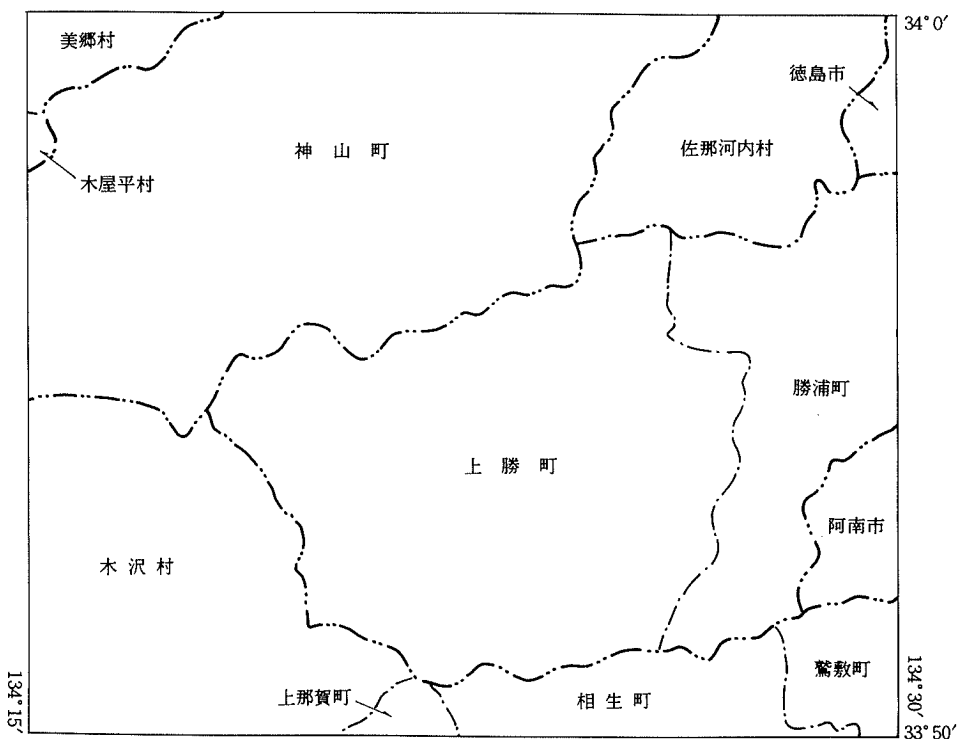 34°0′
美郷村
徳島市
神山町
佐那河内村
木屋平村
勝浦町
上勝町
阿南市
木沢村
鷲敷町
上那賀町
相生町
134°15′
134°30′
33°50′